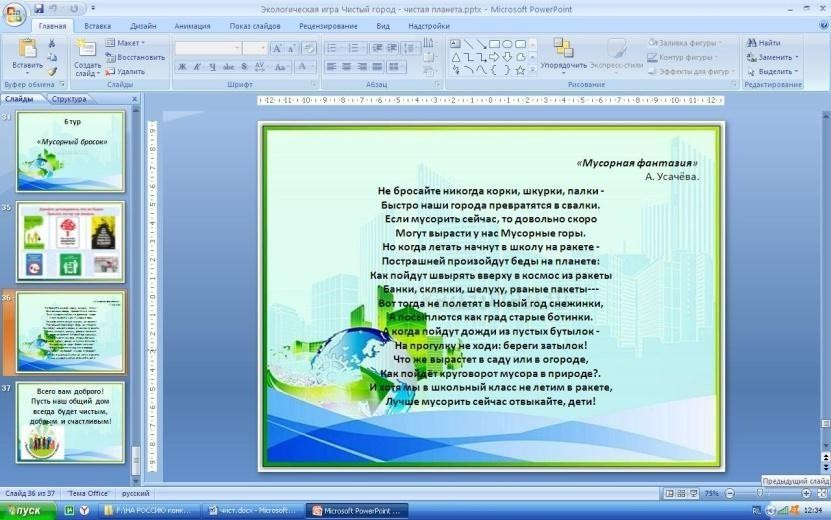 Экологическая игра Чистый город - чистая планета.pptx - Microsoft PowerPoint
Главная Вставка Дизайн Анимация Показ слайдов Рецензирование Вид Надстройки
Вставить
Создать слайд
Макет
Восстановить
Удалить
Упорядочить
Экспресс-стили
Заливка фигуры
Контур фигуры
Эффекты для фигур
Найти
Заменить
Выделить
Буфер обмена Слайды Шрифт Абзац Рисование Редактирование
Слайды Структура
34
6 тур
«Мусорный бросок»
35
36
37
Всего вам доброго!
Пусть наш общий дом
всегда будет чистым,
добрым и счастливым!
«Мусорная фантазия»
А. Усачёва.
Не бросайте никогда корки, шкурки, палки -
Быстро наши города превратятся в свалки.
Если мусорить сейчас, то довольно скоро
Могут вырасти у нас Мусорные горы.
Но когда летать начнут в школу на ракете -
Пострашней произойдут беды на планете:
Как пойдут швырять вверху в космос из ракеты
Банки, склянки, шелуху, рваные пакеты---
Вот тогда не полетят в Новый год снежинки,
А посыплются как град старые ботинки.
А когда пойдут дожди из пустых бутылок -
На прогулку не ходи: береги затылок!
Что же вырастет в саду или в огороде,
Как пойдёт круговорот мусора в природе?.
И хотя мы в школьный класс не летим в ракете,
Лучше мусорить сейчас отвыкайте, дети!
Предыдущий слайд
Слайд 36 из 37 "Тема Office" русский 75%
пуск F:\НА РОССИЮ конк... чист.docx - Microsoft... Microsoft PowerPoint ... RU 12:34